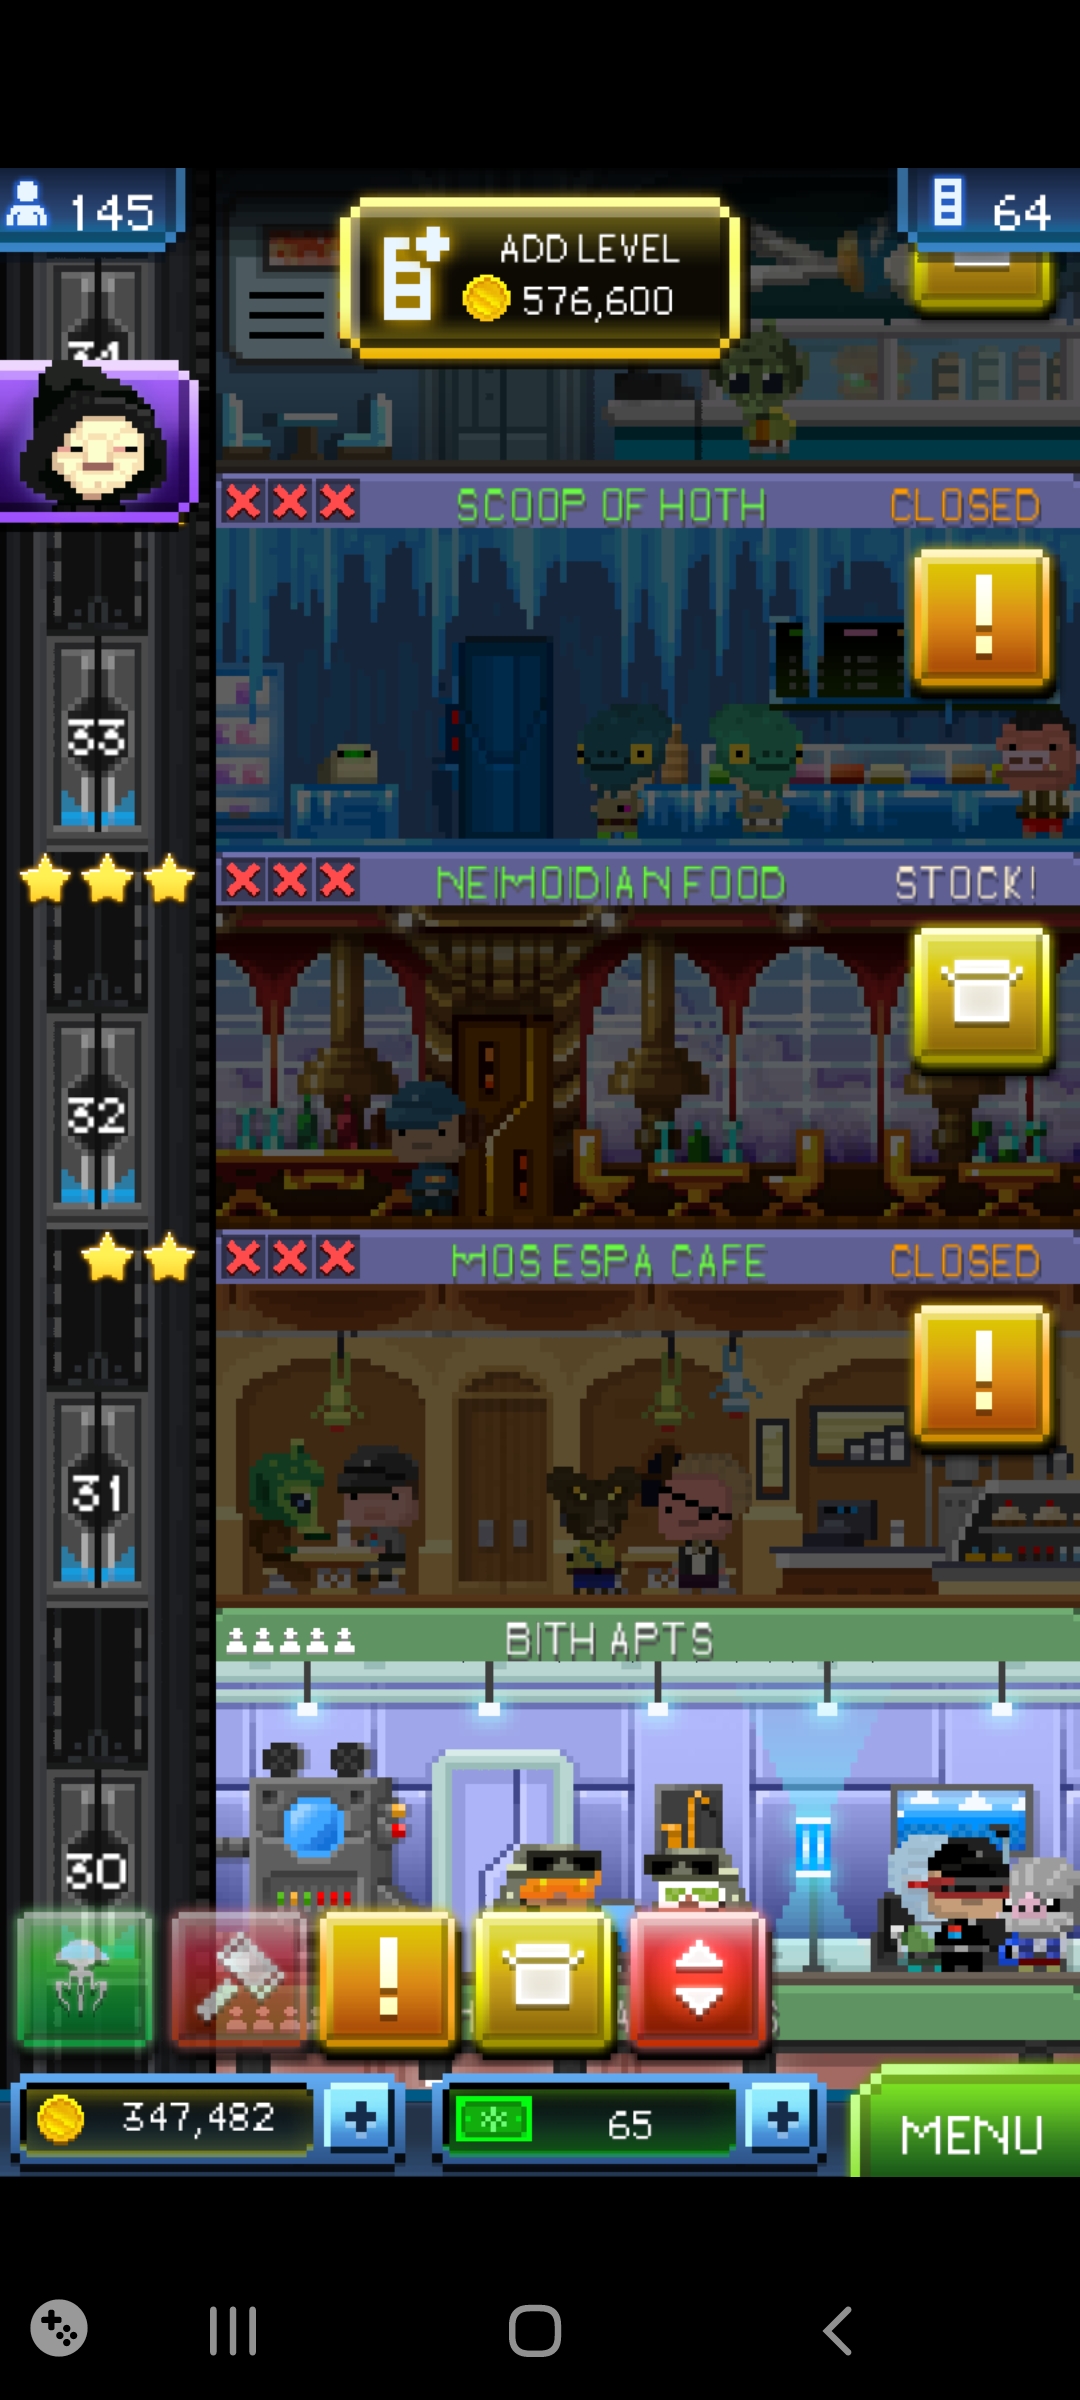 145
ADD LEVEL
576,600
64
34
SCOOP OF HOTH
CLOSED
33
NEIMOIDIAN FOOD
STOCK!
32
MOS ESPA CAFE
CLOSED
31
BITH APTS
30
347,482
65
MENU